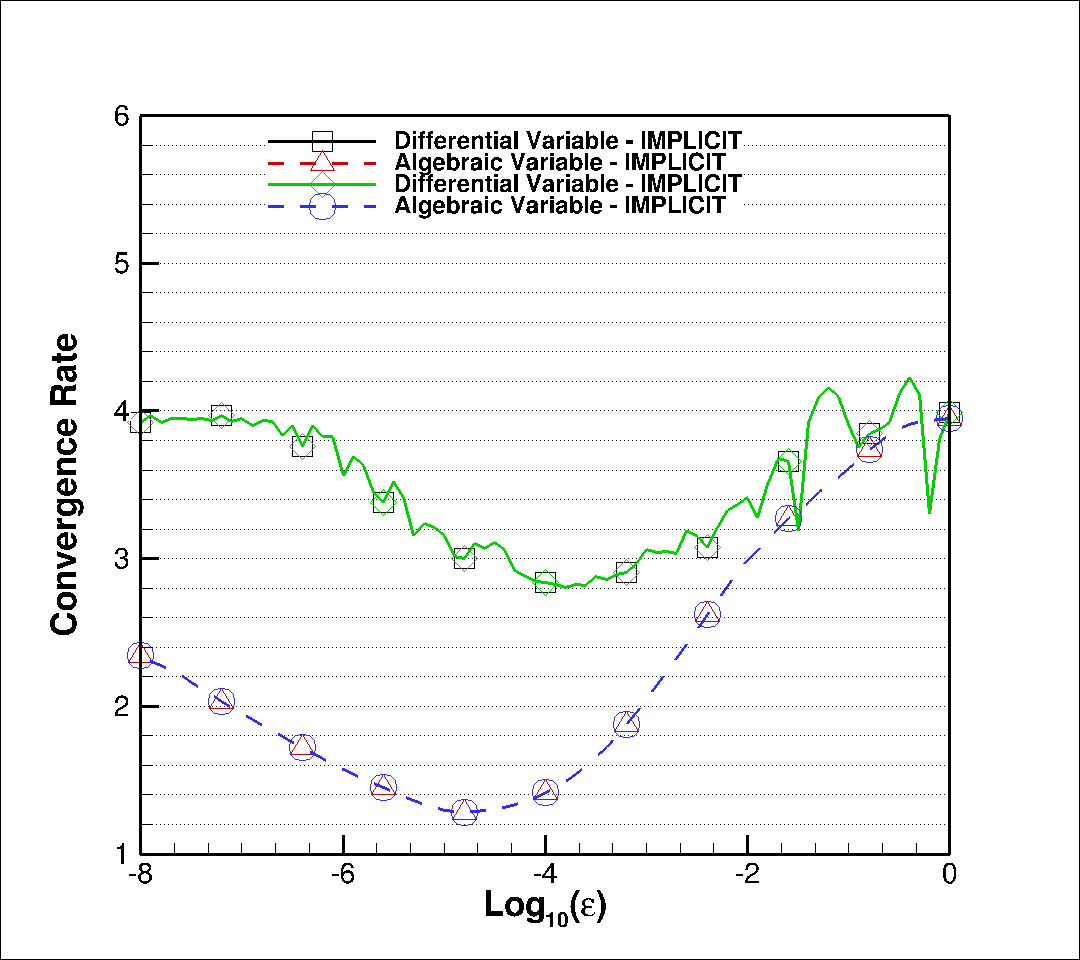 6
Differential Variable - IMPLICIT
Algebraic Variable - IMPLICIT
Differential Variable - IMPLICIT
Algebraic Variable - IMPLICIT
5
4
3
2
1
Convergence Rate
-8 -6 -4 -2 0
Log10(ε)